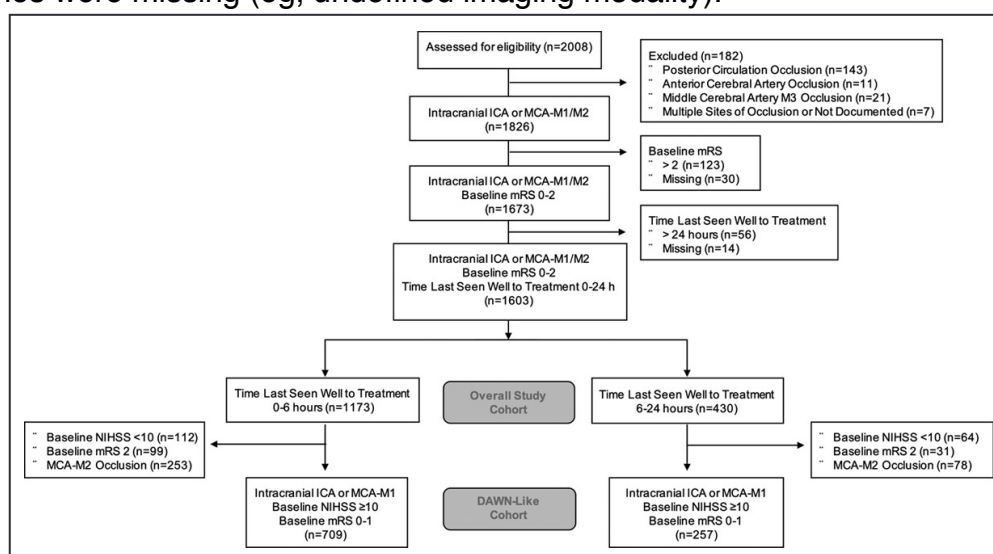 les were missing (eg, undefined imaging modality).
Assessed for eligibility (n=2008)
Excluded (n=182)
¨ Posterior Circulation Occlusion (n=143)
¨ Anterior Cerebral Artery Occlusion (n=11)
¨ Middle Cerebral Artery M3 Occlusion (n=21)
¨ Multiple Sites of Occlusion or Not Documented (n=7)
Intracranial ICA or MCA-M1/M2
(n=1826)
Baseline mRS
¨ > 2 (n=123)
¨ Missing (n=30)
Intracranial ICA or MCA-M1/M2
Baseline mRS 0-2
(n=1673)
Time Last Seen Well to Treatment
¨ > 24 hours (n=56)
¨ Missing (n=14)
Intracranial ICA or MCA-M1/M2
Baseline mRS 0-2
Time Last Seen Well to Treatment 0-24 h
(n=1603)
Time Last Seen Well to Treatment
0-6 hours (n=1173)
Overall Study
Cohort
Time Last Seen Well to Treatment
6-24 hours (n=430)
¨ Baseline NIHSS <10 (n=112)
¨ Baseline mRS 2 (n=99)
¨ MCA-M2 Occlusion (n=253)
¨ Baseline NIHSS <10 (n=64)
¨ Baseline mRS 2 (n=31)
¨ MCA-M2 Occlusion (n=78)
Intracranial ICA or MCA-M1
Baseline NIHSS ≥10
Baseline mRS 0-1
(n=709)
DAWN-Like
Cohort
Intracranial ICA or MCA-M1
Baseline NIHSS ≥10
Baseline mRS 0-1
(n=257)